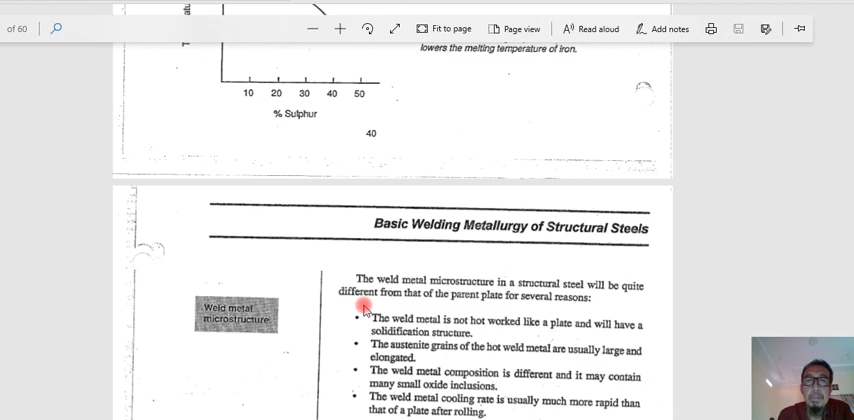 of 60
Fit to page
Page view
Read aloud
Add notes
lowers the melting temperature of iron.
10 20 30 40 50
% Sulphur
40
Basic Welding Metallurgy of Structural Steels
Weld metal
microstructure
The weld metal microstructure in a structural steel will be quite
different from that of the parent plate for several reasons:
• The weld metal is not hot worked like a plate and will have a
solidification structure.
• The austenite grains of the hot weld metal are usually large and
elongated.
• The weld metal composition is different and it may contain
many small oxide inclusions.
• The weld metal cooling rate is usually much more rapid than
that of a plate after rolling.